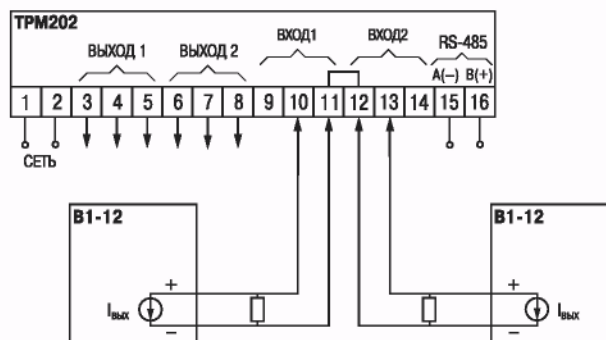 ТРМ202
ВЫХОД 1 ВЫХОД 2 ВХОД1 ВХОД2 RS-485
A(−) B(+)
1 2 3 4 5 6 7 8 9 10 11 12 13 14 15 16
СЕТЬ
В1-12 В1-12
+ +
Iвых Iвых
− −